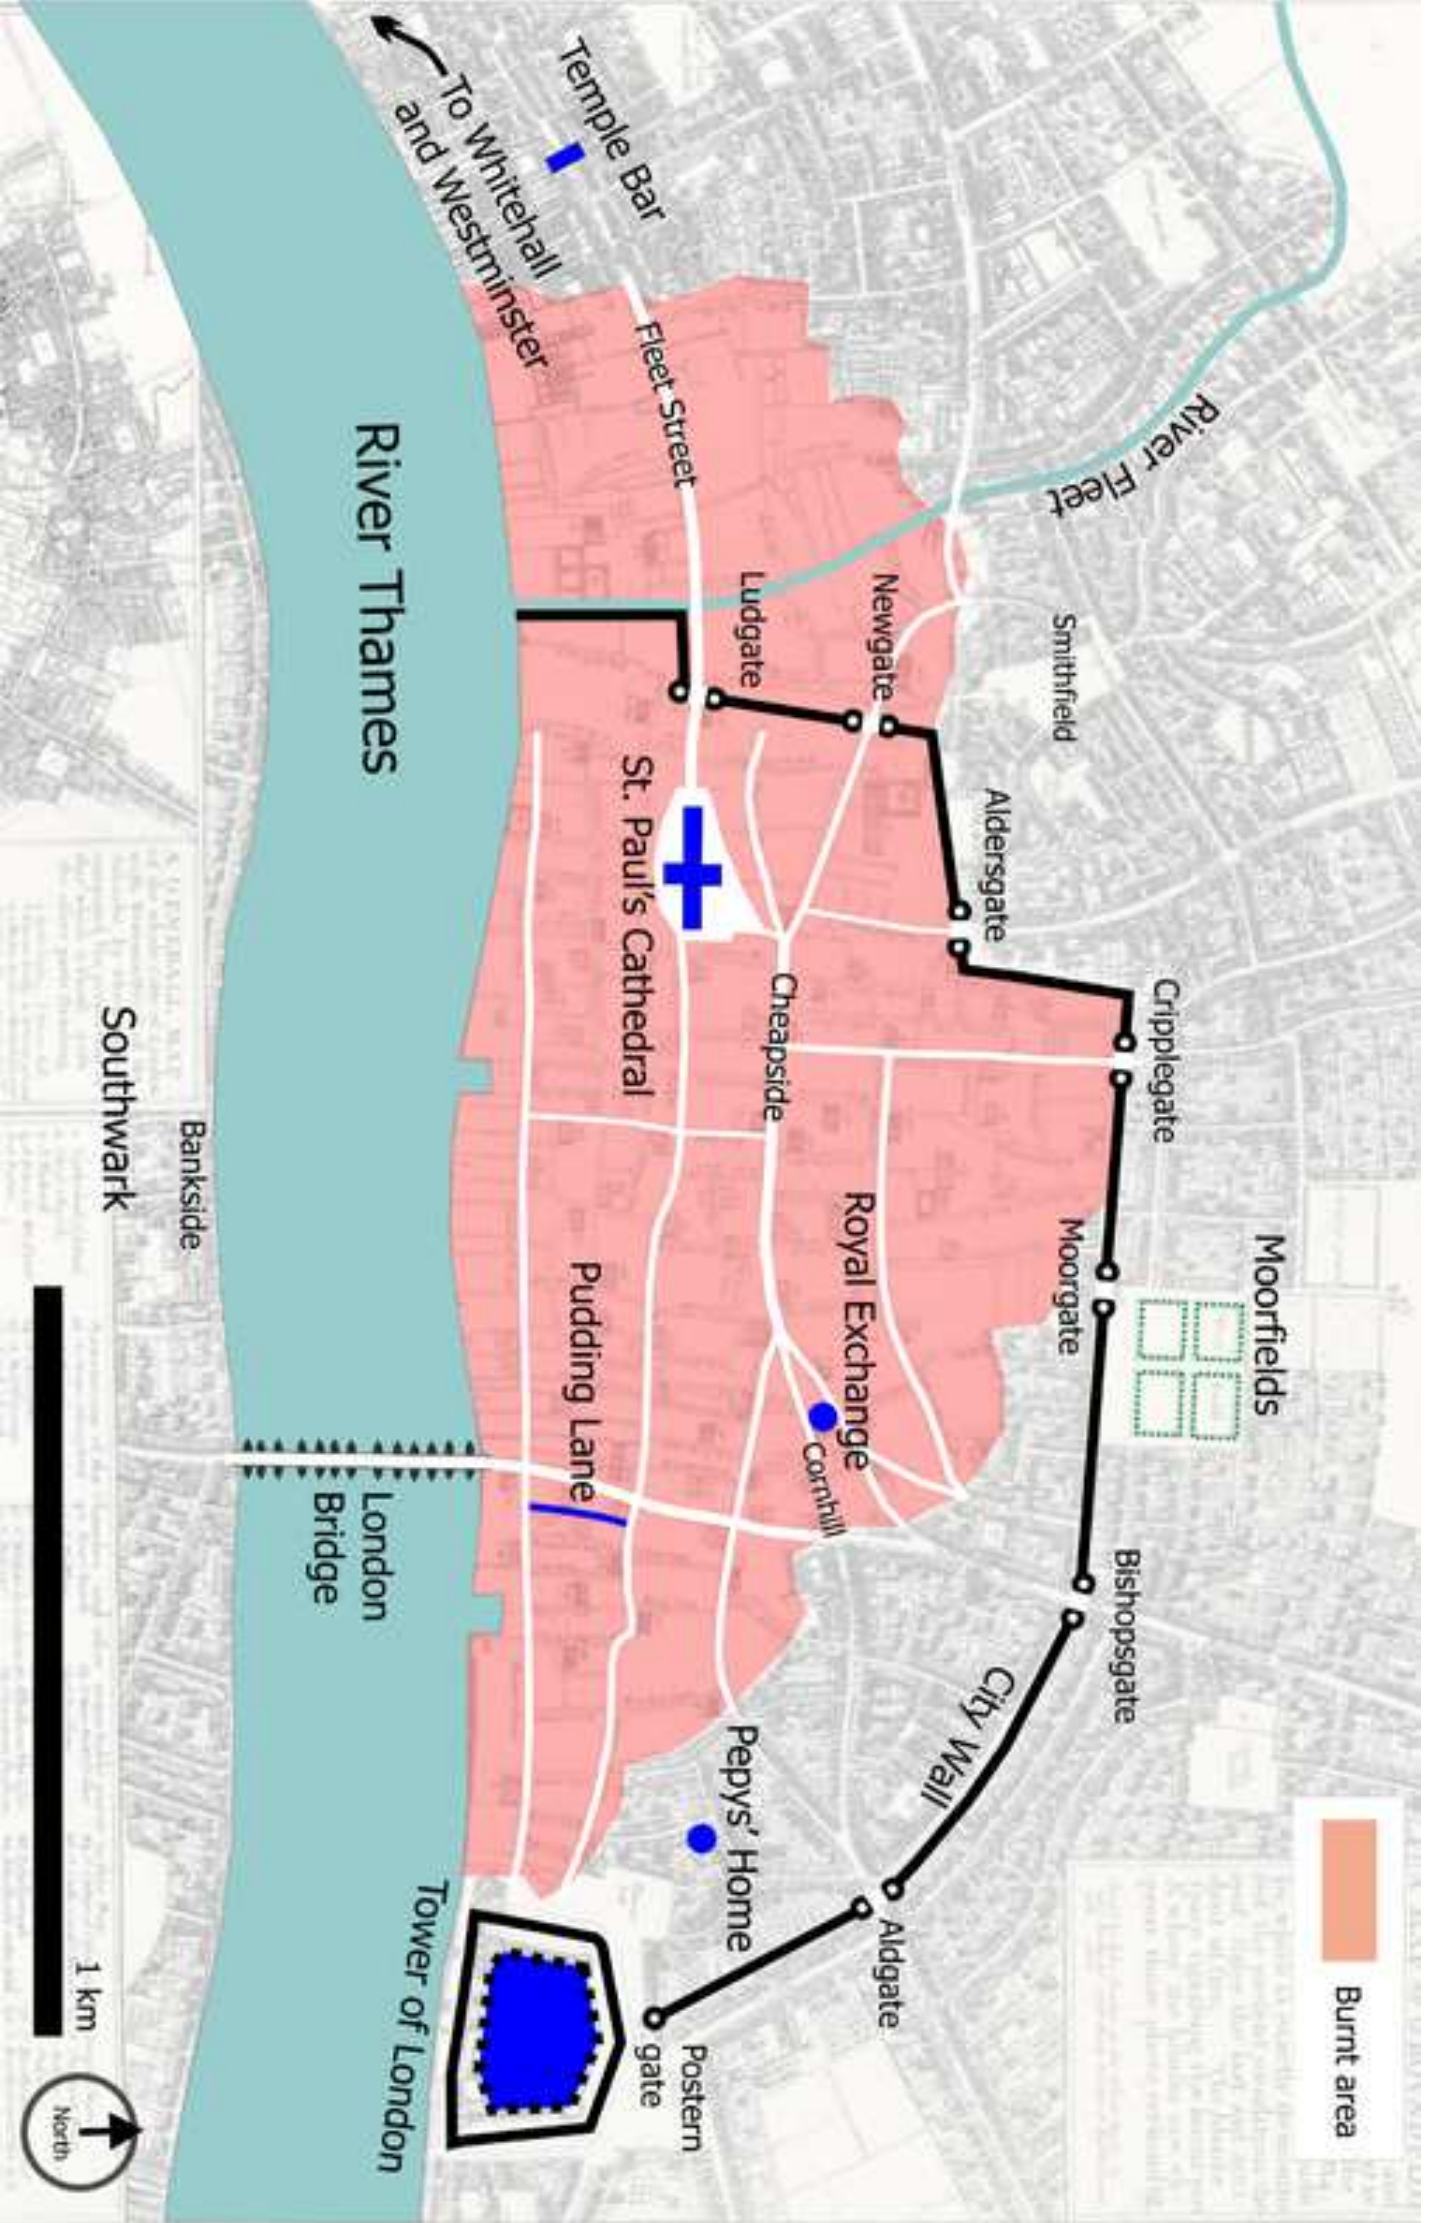 Burnt area
Moorfields
River Fleet
Smithfield
Cripplegate
Bishopsgate
Aldersgate
Moorgate
City Wall
Newgate
Aldgate
Temple Bar
Ludgate
Royal Exchange
Cornhill
Cheapside
Fleet Street
Pepys' Home
Postern
gate
St. Paul's Cathedral
Pudding Lane
To Whitehall
and Westminster
Tower of London
River Thames
London
Bridge
Bankside
Southwark
1 km
North